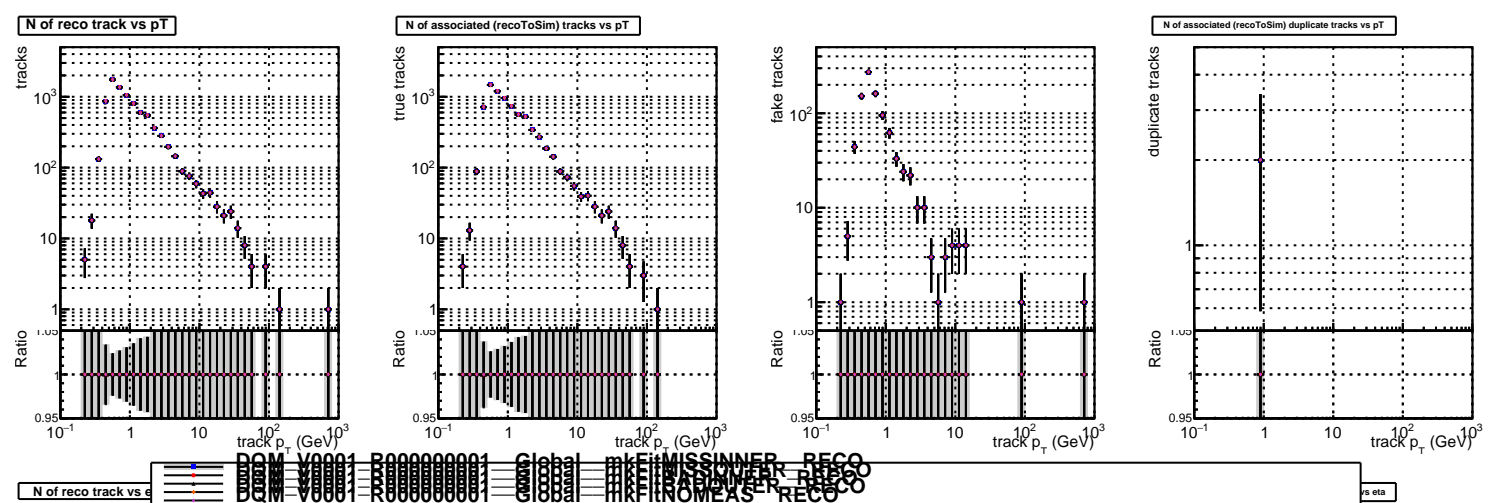 N of reco track vs pT
N of associated (recoToSim) tracks vs pT
N of associated (recoToSim) duplicate tracks vs pT
tracks
10³
10²
10
1
Ratio
1.05
1
0.95
10⁻¹ 1 10 10² 10³
track p_T (GeV)
true tracks
10³
10²
10
1
Ratio
1.05
1
0.95
10⁻¹ 1 10 10² 10³
track p_T (GeV)
fake tracks
10²
10
1
Ratio
1.05
1
0.95
10⁻¹ 1 10 10² 10³
track p_T (GeV)
duplicate tracks
1
Ratio
1.05
1
0.95
10⁻¹ 1 10 10² 10³
track p_T (GeV)
DQM_V0001_R000000001__Global__mkFitMISSINNER__RECO
DQM_V0001_R000000001__Global__mkFitNOMEAS__RECO
N of reco track vs e
vs eta